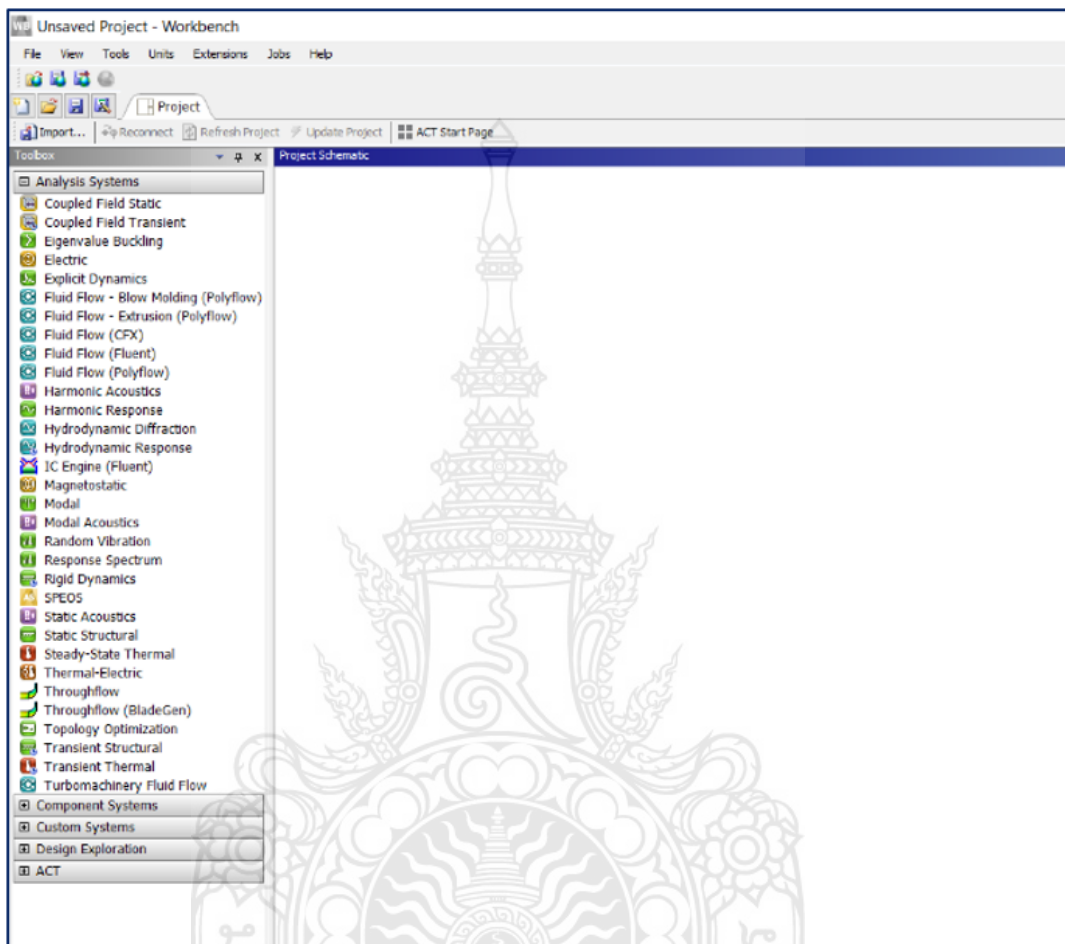 Unsaved Project - Workbench
File View Tools Units Extensions Jobs Help
Project
Import... Reconnect Refresh Project Update Project ACT Start Page
Toolbox
Project Schematic
Analysis Systems
Coupled Field Static
Coupled Field Transient
Eigenvalue Buckling
Electric
Explicit Dynamics
Fluid Flow - Blow Molding (Polyflow)
Fluid Flow - Extrusion (Polyflow)
Fluid Flow (CFX)
Fluid Flow (Fluent)
Fluid Flow (Polyflow)
Harmonic Acoustics
Harmonic Response
Hydrodynamic Diffraction
Hydrodynamic Response
IC Engine (Fluent)
Magnetostatic
Modal
Modal Acoustics
Random Vibration
Response Spectrum
Rigid Dynamics
SPEOS
Static Acoustics
Static Structural
Steady-State Thermal
Thermal-Electric
Throughflow
Throughflow (BladeGen)
Topology Optimization
Transient Structural
Transient Thermal
Turbomachinery Fluid Flow
Component Systems
Custom Systems
Design Exploration
ACT